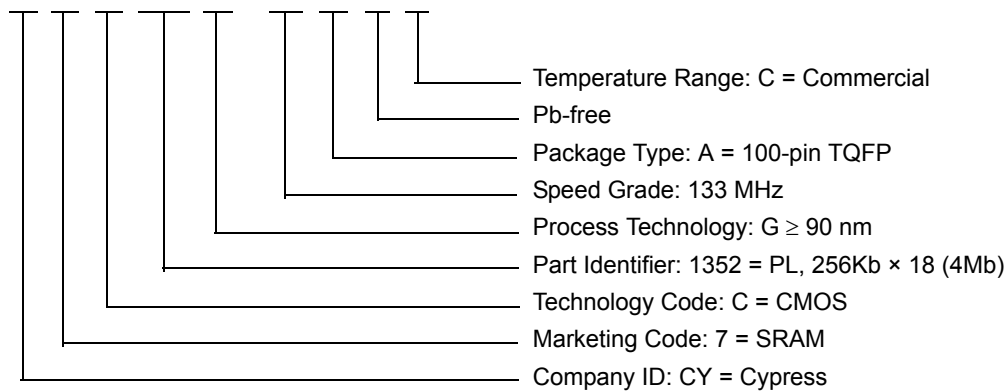 Temperature Range: C = Commercial
Pb-free
Package Type: A = 100-pin TQFP
Speed Grade: 133 MHz
Process Technology: G ≥ 90 nm
Part Identifier: 1352 = PL, 256Kb × 18 (4Mb)
Technology Code: C = CMOS
Marketing Code: 7 = SRAM
Company ID: CY = Cypress